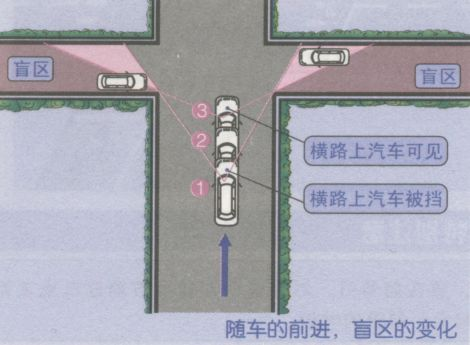 盲区
盲区
③
②
横路上汽车可见
①
横路上汽车被挡
随车的前进，盲区的变化